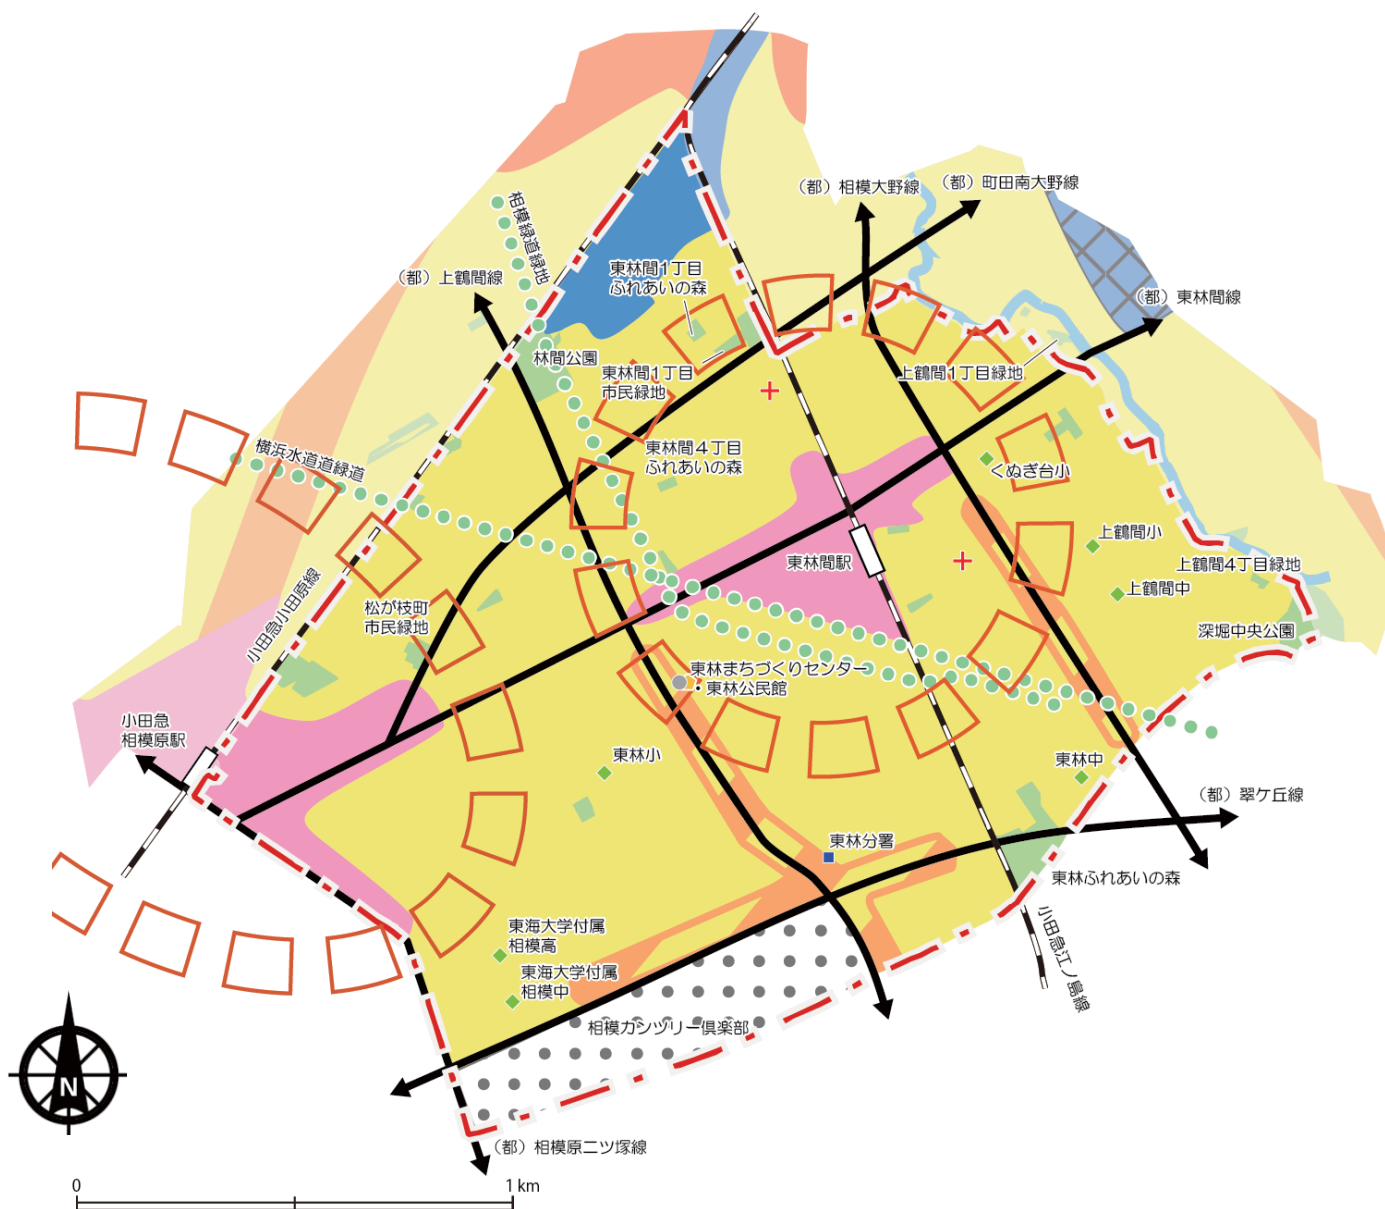 (都)相模大野線
(都)町田南大野線
相模緑道緑地
(都)上鶴間線
東林間1丁目
ふれあいの森
(都)東林間線
林間公園
東林間1丁目
市民緑地
上鶴間1丁目緑地
横浜水道道緑道
東林間4丁目
ふれあいの森
くぬぎ台小
上鶴間小
東林間駅
上鶴間4丁目緑地
上鶴間中
小田急小田原線
松が枝町
市民緑地
深堀中央公園
東林まちづくりセンター
・東林公民館
小田急
相模原駅
東林小
東林中
(都)翠ケ丘線
東林分署
東林ふれあいの森
東海大学付属
相模高
小田急江ノ島線
東海大学付属
相模中
相模カンツリー倶楽部
N
(都)相模原二ツ塚線
0
1 km